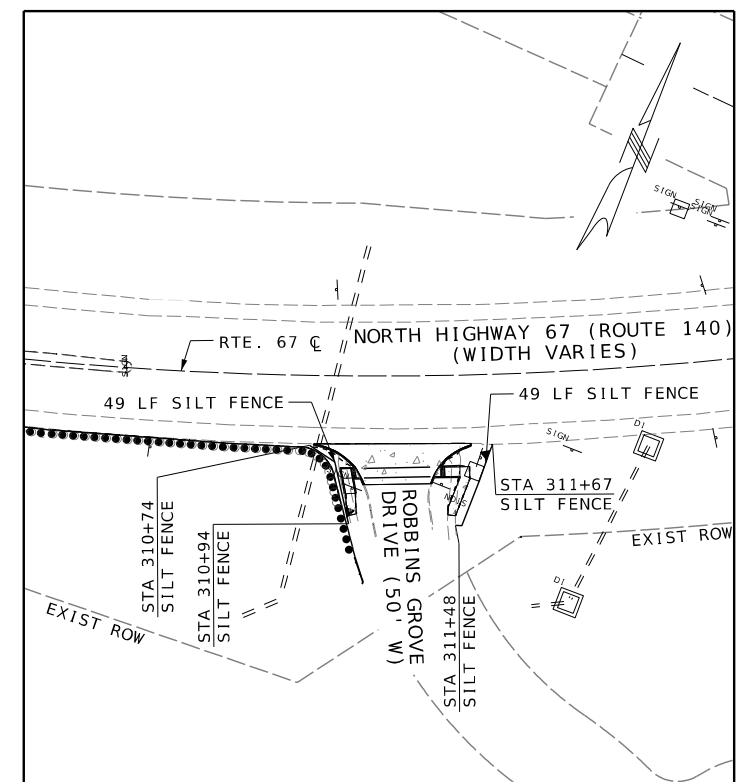 SIGN
SIGN
SIGN
RTE. 67 ℄
NORTH HIGHWAY 67 (ROUTE 140)
(WIDTH VARIES)
49 LF SILT FENCE
49 LF SILT FENCE
SIGN
DI
STA 311+67
SILT FENCE
SIGN
EXIST ROW
STA 310+74
SILT FENCE
STA 310+94
SILT FENCE
ROBBINS GROVE
DRIVE (50' W)
STA 311+48
SILT FENCE
DI
EXIST ROW